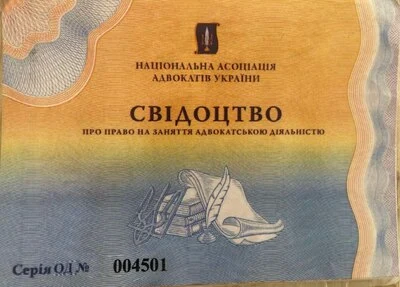 НАЦІОНАЛЬНА АСОЦІАЦІЯ
АДВОКАТІВ УКРАЇНИ
СВІДОЦТВО
ПРО ПРАВО НА ЗАНЯТТЯ АДВОКАТСЬКОЮ ДІЯЛЬНІСТЮ
Серія ОД № 004501